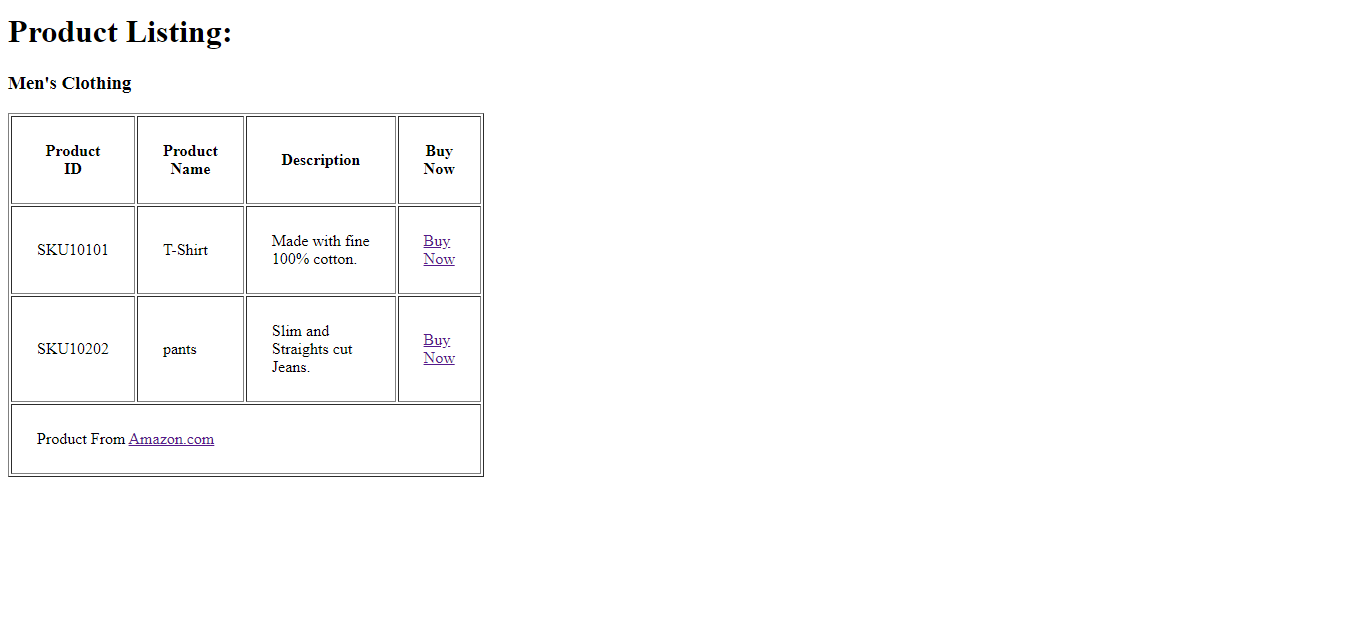 Product Listing:
Men's Clothing
Product
ID
Product
Name
Description
Buy
Now
SKU10101
T-Shirt
Made with fine
100% cotton.
Buy
Now
SKU10202
pants
Slim and
Straights cut
Jeans.
Buy
Now
Product From Amazon.com